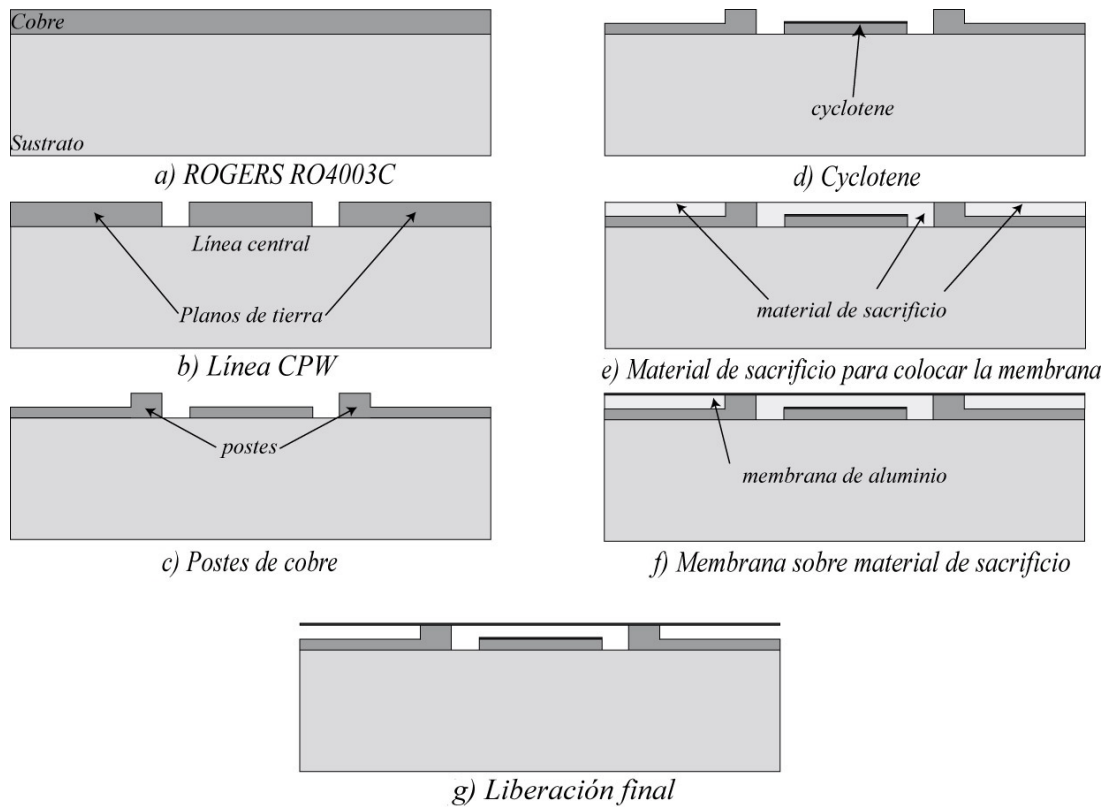 Cobre
Sustrato
a) ROGERS RO4003C
Línea central
Planos de tierra
b) Línea CPW
postes
c) Postes de cobre
cyclotene
d) Cyclotene
material de sacrificio
e) Material de sacrificio para colocar la membrana
membrana de aluminio
f) Membrana sobre material de sacrificio
g) Liberación final